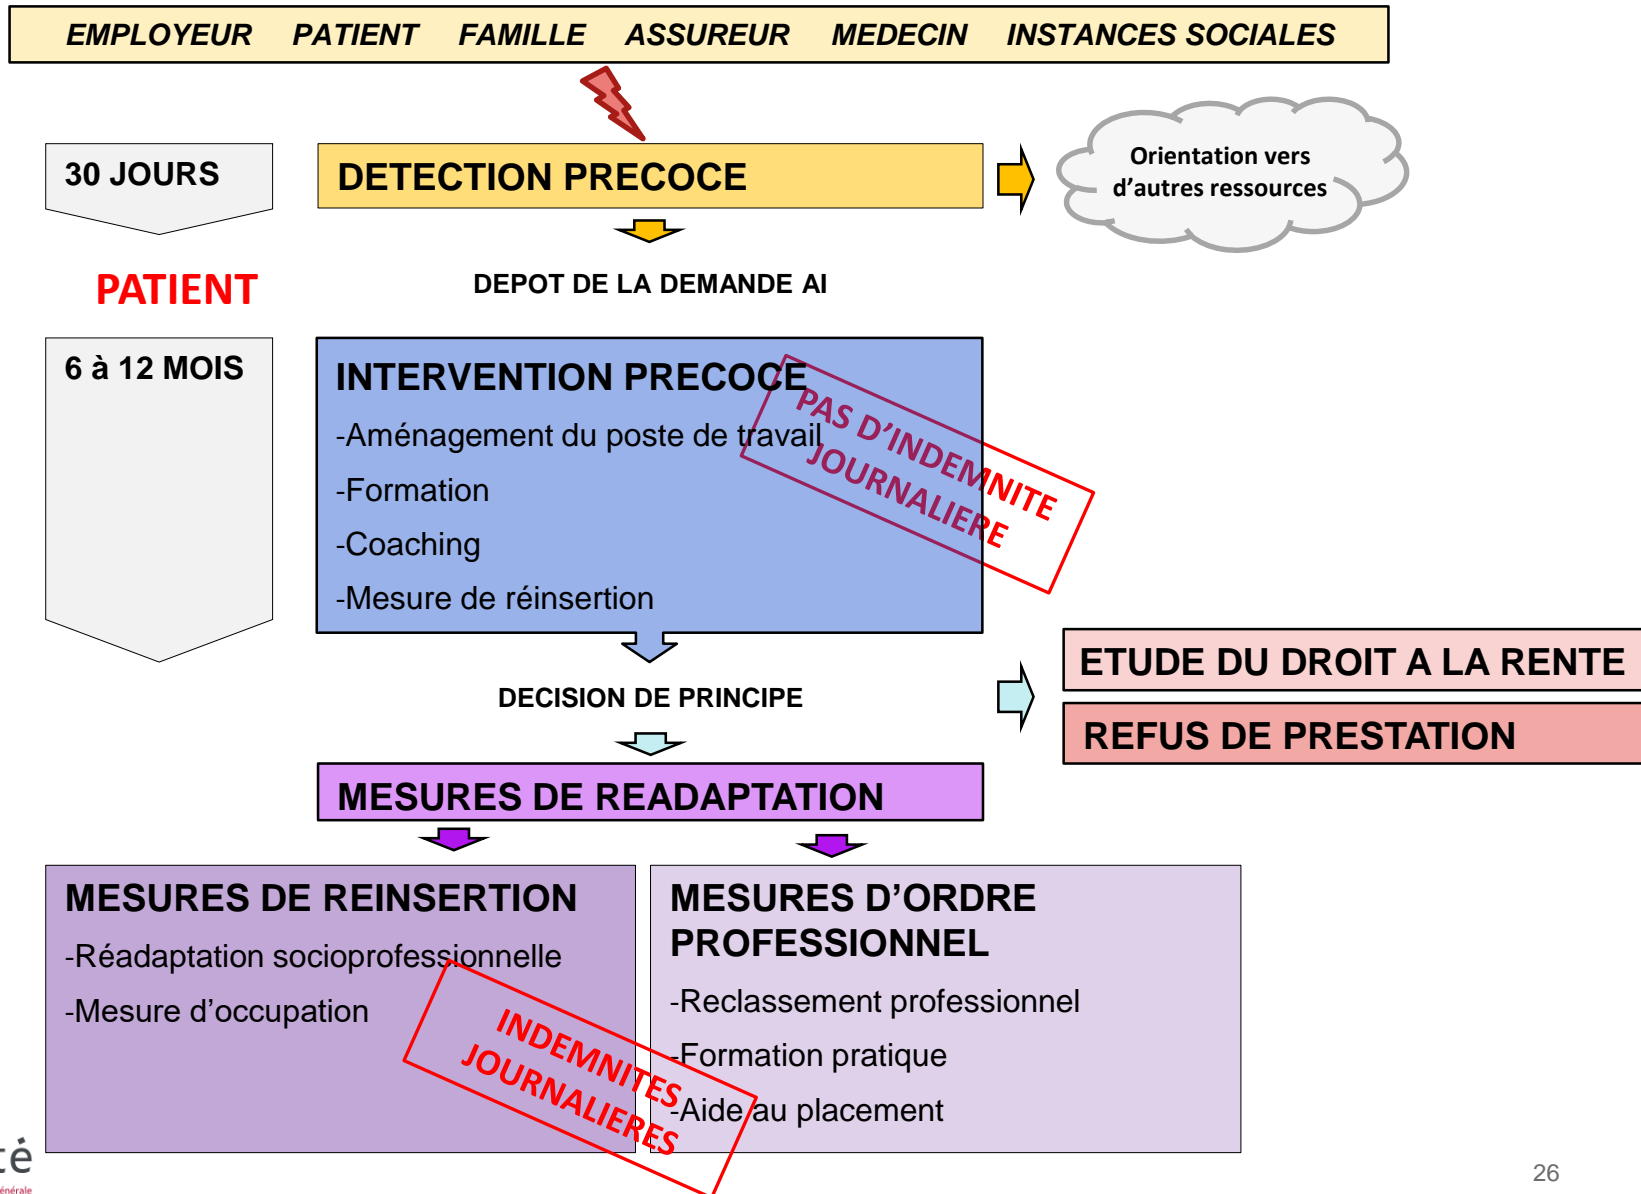 EMPLOYEUR PATIENT FAMILLE ASSUREUR MEDECIN INSTANCES SOCIALES
30 JOURS
DETECTION PRECOCE
Orientation vers
d’autres ressources
PATIENT
DEPOT DE LA DEMANDE AI
6 à 12 MOIS
INTERVENTION PRECOCE
-Aménagement du poste de travail
-Formation
-Coaching
-Mesure de réinsertion
PAS D’INDEMNITE
JOURNALIERE
DECISION DE PRINCIPE
ETUDE DU DROIT A LA RENTE
REFUS DE PRESTATION
MESURES DE READAPTATION
MESURES DE REINSERTION
-Réadaptation socioprofessionnelle
-Mesure d’occupation
INDEMNITES
JOURNALIERES
MESURES D’ORDRE
PROFESSIONNEL
-Reclassement professionnel
-Formation pratique
-Aide au placement
té
énérale
26